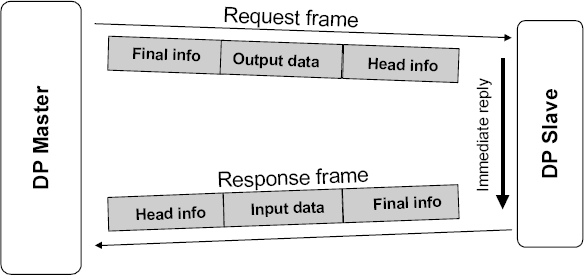 Request frame
Final info Output data Head info
DP Master
DP Slave
Immediate reply
Response frame
Head info Input data Final info